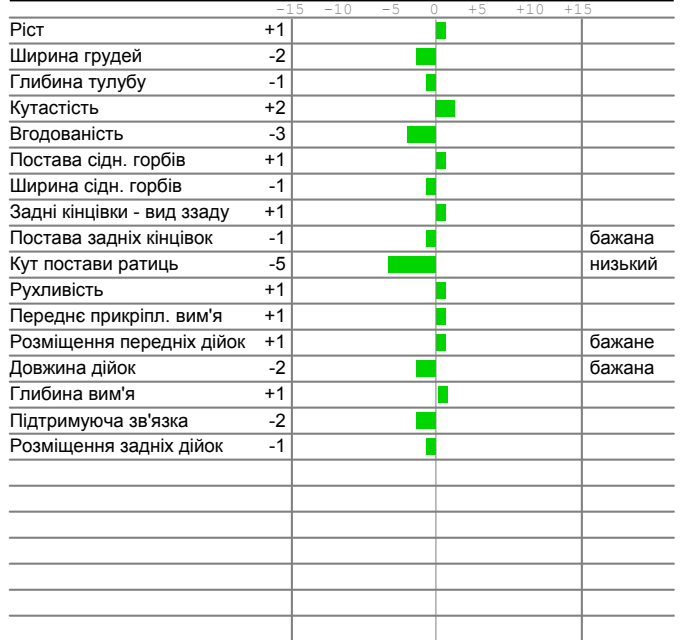 -15 -10 -5 0 +5 +10 +15
Ріст +1
Ширина грудей -2
Глибина тулубу -1
Кутастість +2
Вгодованість -3
Постава сідн. горбів +1
Ширина сідн. горбів -1
Задні кінцівки - вид ззаду +1
Постава задніх кінцівок -1 бажана
Кут постави ратиць -5 низький
Рухливість +1
Переднє прикріпл. вим'я +1
Розміщення передніх дійок +1 бажане
Довжина дійок -2 бажана
Глибина вим'я +1
Підтримуюча зв'язка -2
Розміщення задніх дійок -1